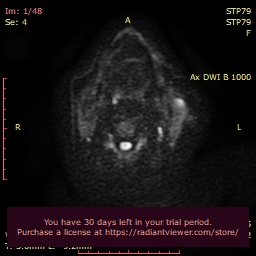 Im: 1/48
Se: 4
A
STP79
STP79
F
Ax DWI B 1000
R
L
You have 30 days left in your trial period.
Purchase a license at https://radiantviewer.com/store/